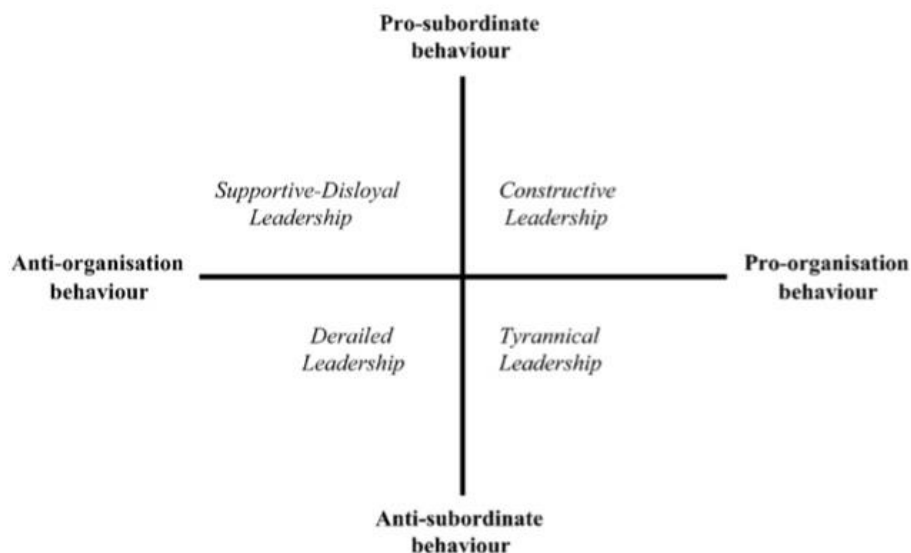 Pro-subordinate
behaviour
Supportive-Disloyal
Leadership
Constructive
Leadership
Anti-organisation
behaviour
Pro-organisation
behaviour
Derailed
Leadership
Tyrannical
Leadership
Anti-subordinate
behaviour